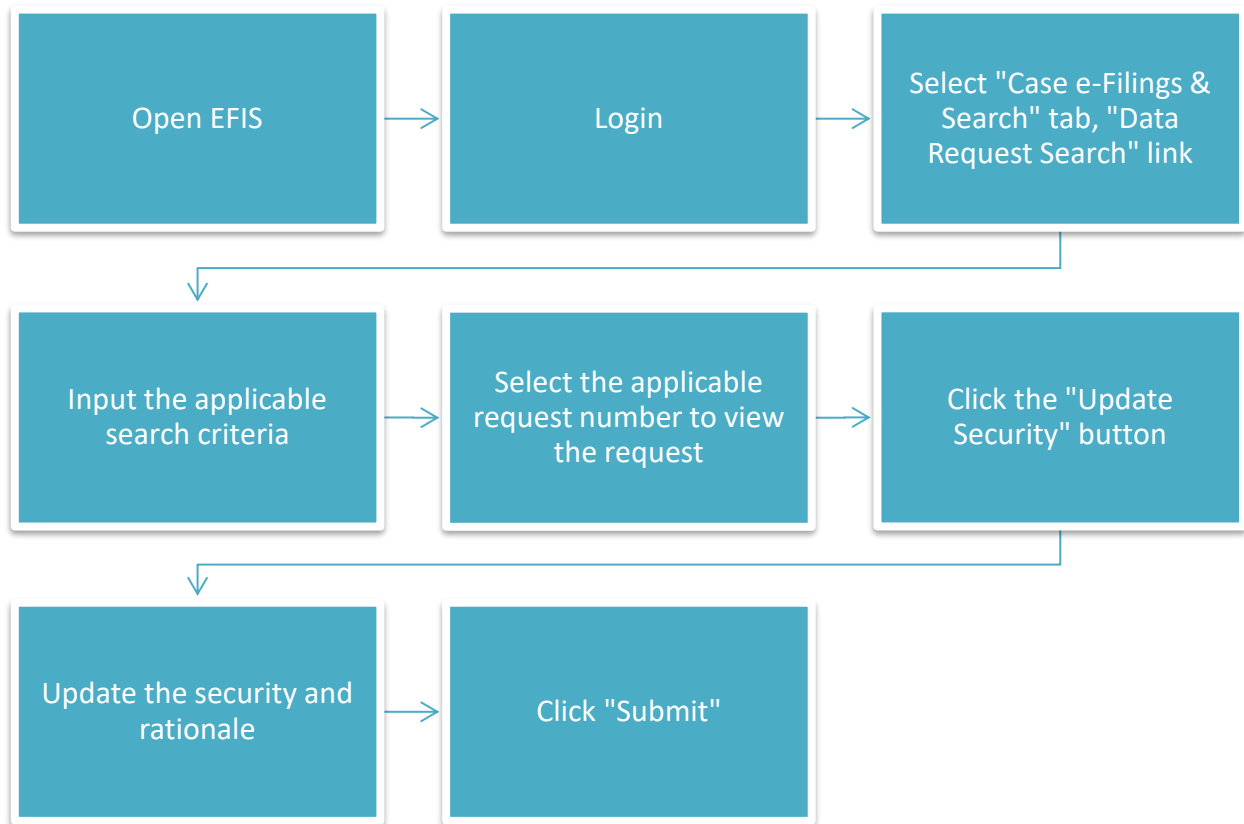 Open EFIS
Login
Select "Case e-Filings &
Search" tab, "Data
Request Search" link
Input the applicable
search criteria
Select the applicable
request number to view
the request
Click the "Update
Security" button
Update the security and
rationale
Click "Submit"